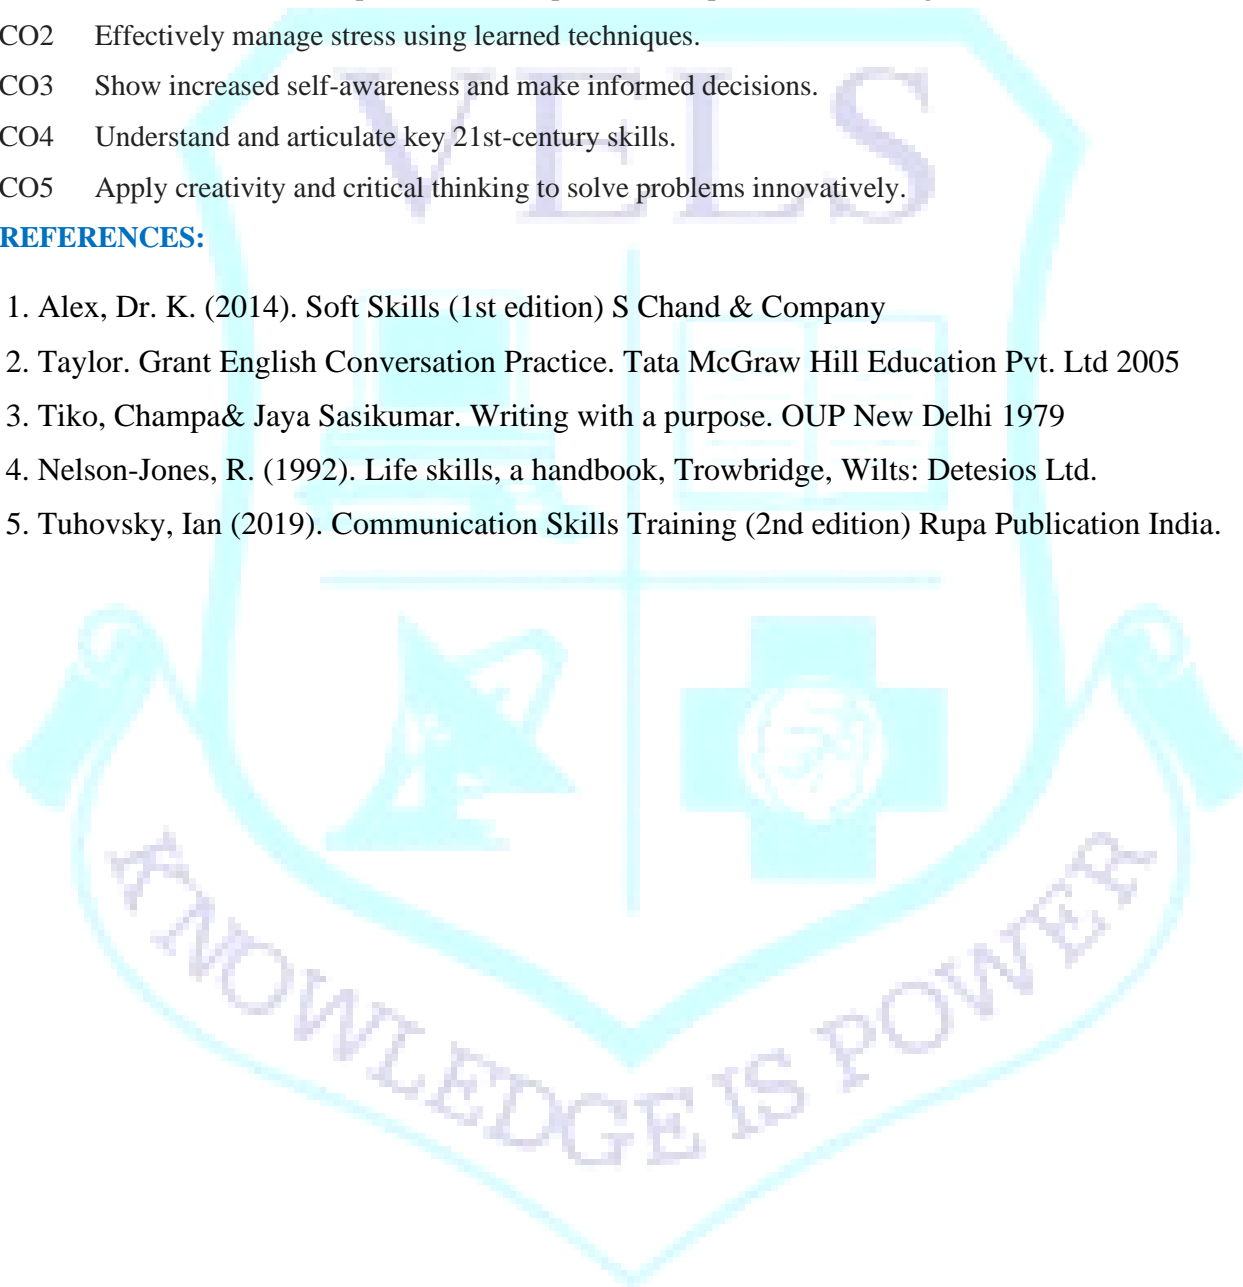 CO2 Effectively manage stress using learned techniques.
CO3 Show increased self-awareness and make informed decisions.
CO4 Understand and articulate key 21st-century skills.
CO5 Apply creativity and critical thinking to solve problems innovatively.
REFERENCES:
1. Alex, Dr. K. (2014). Soft Skills (1st edition) S Chand & Company
2. Taylor. Grant English Conversation Practice. Tata McGraw Hill Education Pvt. Ltd 2005
3. Tiko, Champa& Jaya Sasikumar. Writing with a purpose. OUP New Delhi 1979
4. Nelson-Jones, R. (1992). Life skills, a handbook, Trowbridge, Wilts: Detesios Ltd.
5. Tuhovsky, Ian (2019). Communication Skills Training (2nd edition) Rupa Publication India.
VELS
KNOWLEDGE IS POWER